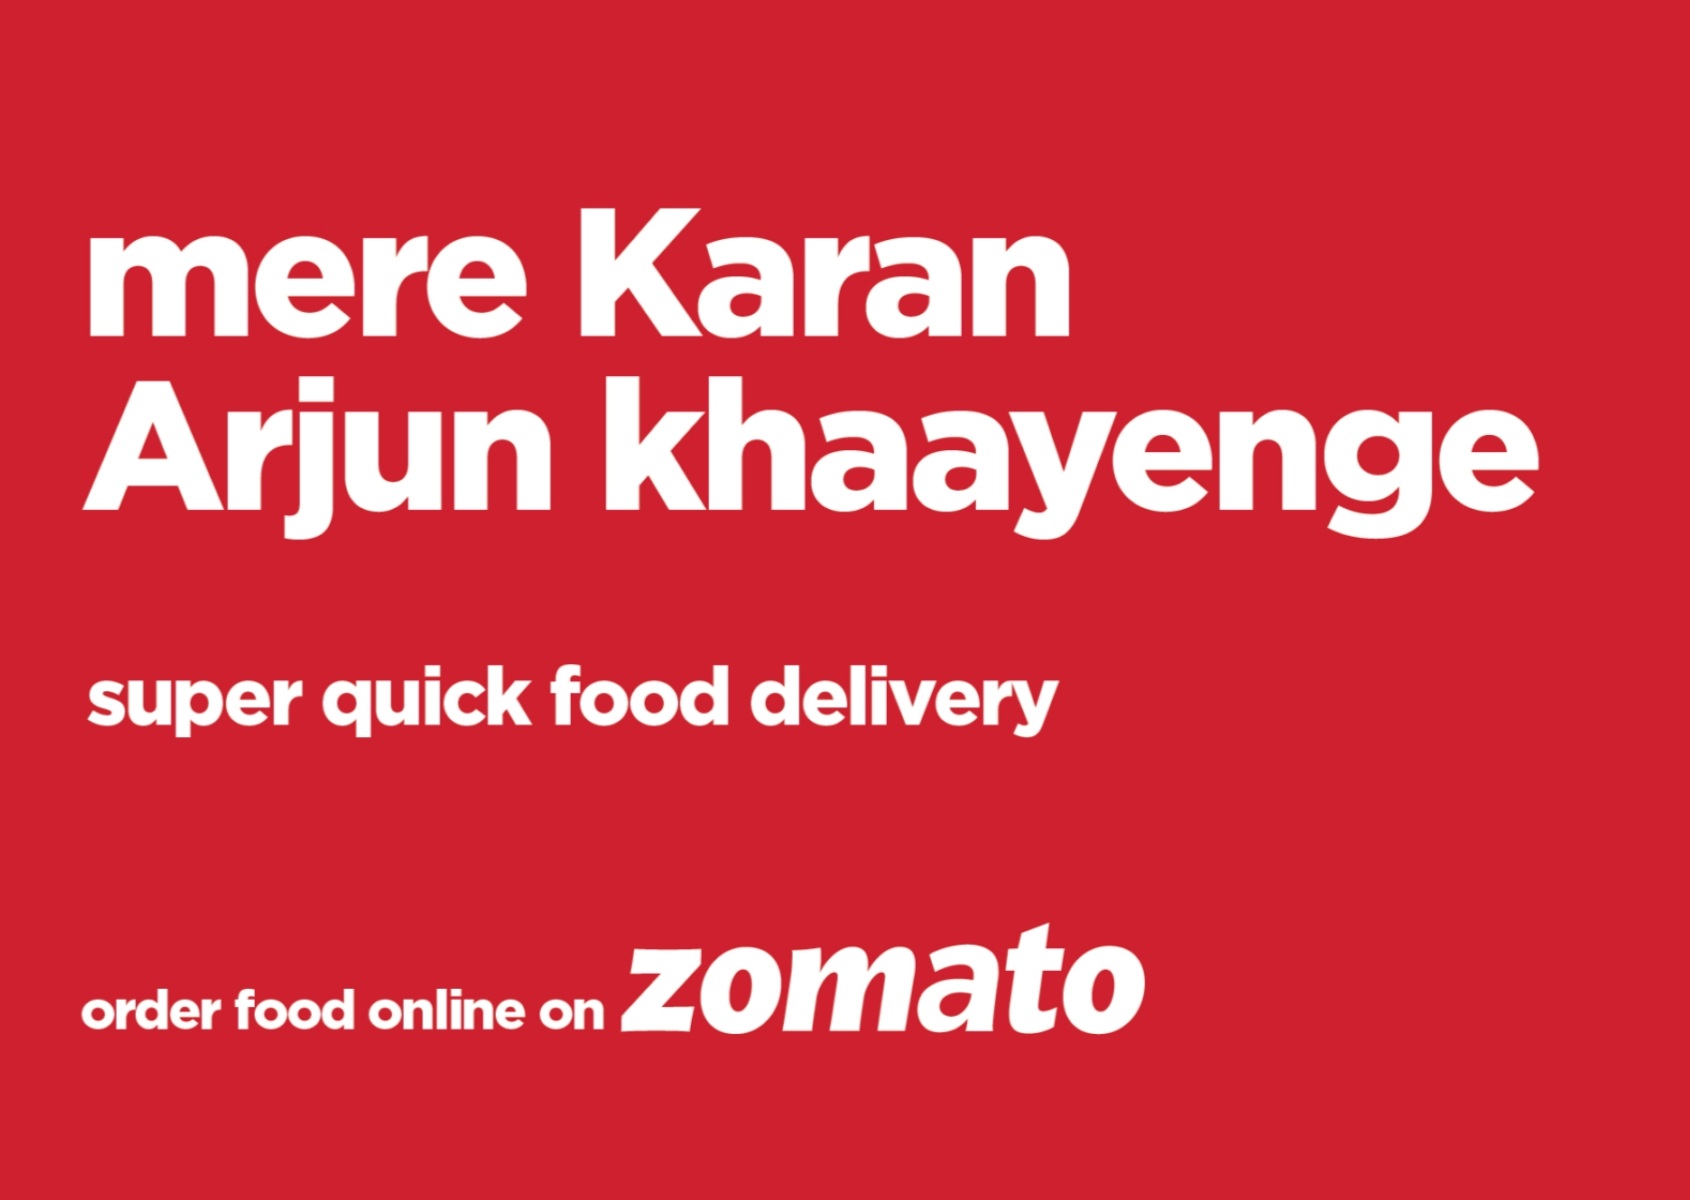 mere Karan
Arjun khaayenge
super quick food delivery
order food online on zomato